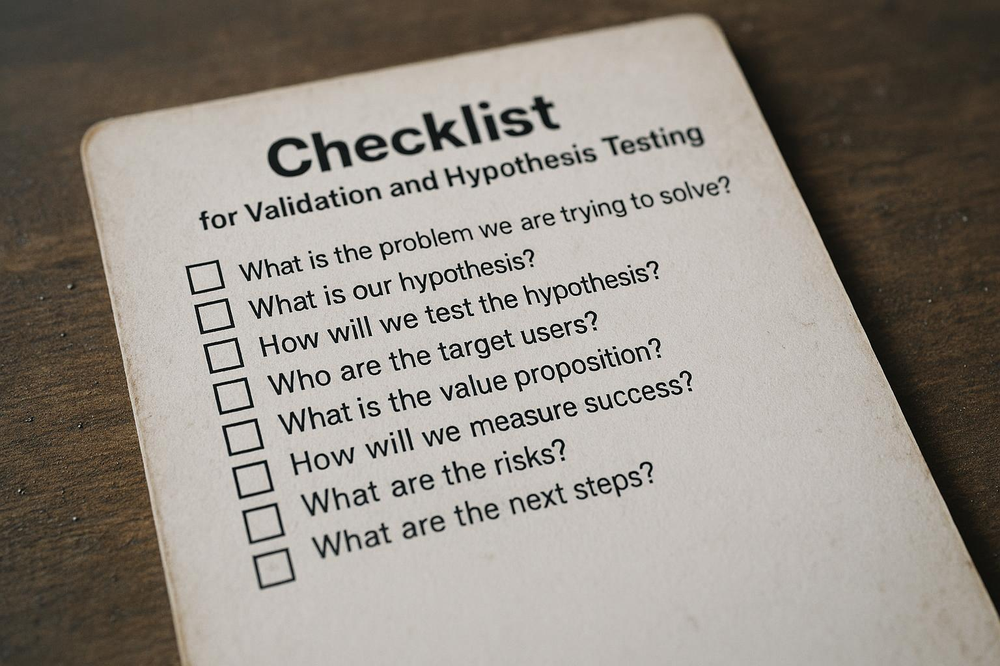 Checklist
for Validation and Hypothesis Testing
What is the problem we are trying to solve?
What is our hypothesis?
How will we test the hypothesis?
Who are the target users?
What is the value proposition?
How will we measure success?
What are the risks?
What are the next steps?